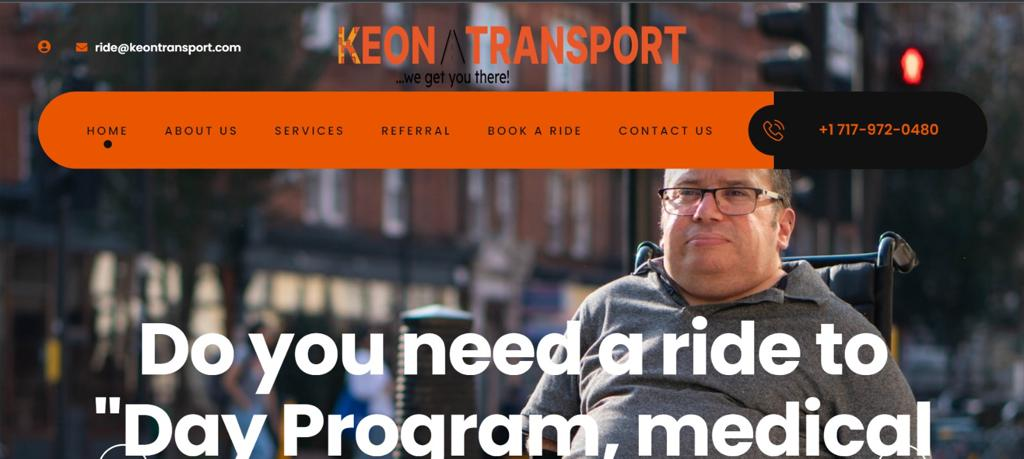 ride@keontransport.com
KEON TRANSPORT
...we get you there!
HOME ABOUT US SERVICES REFERRAL BOOK A RIDE CONTACT US +1 717-972-0480
Do you need a ride to
"Day Program, medical